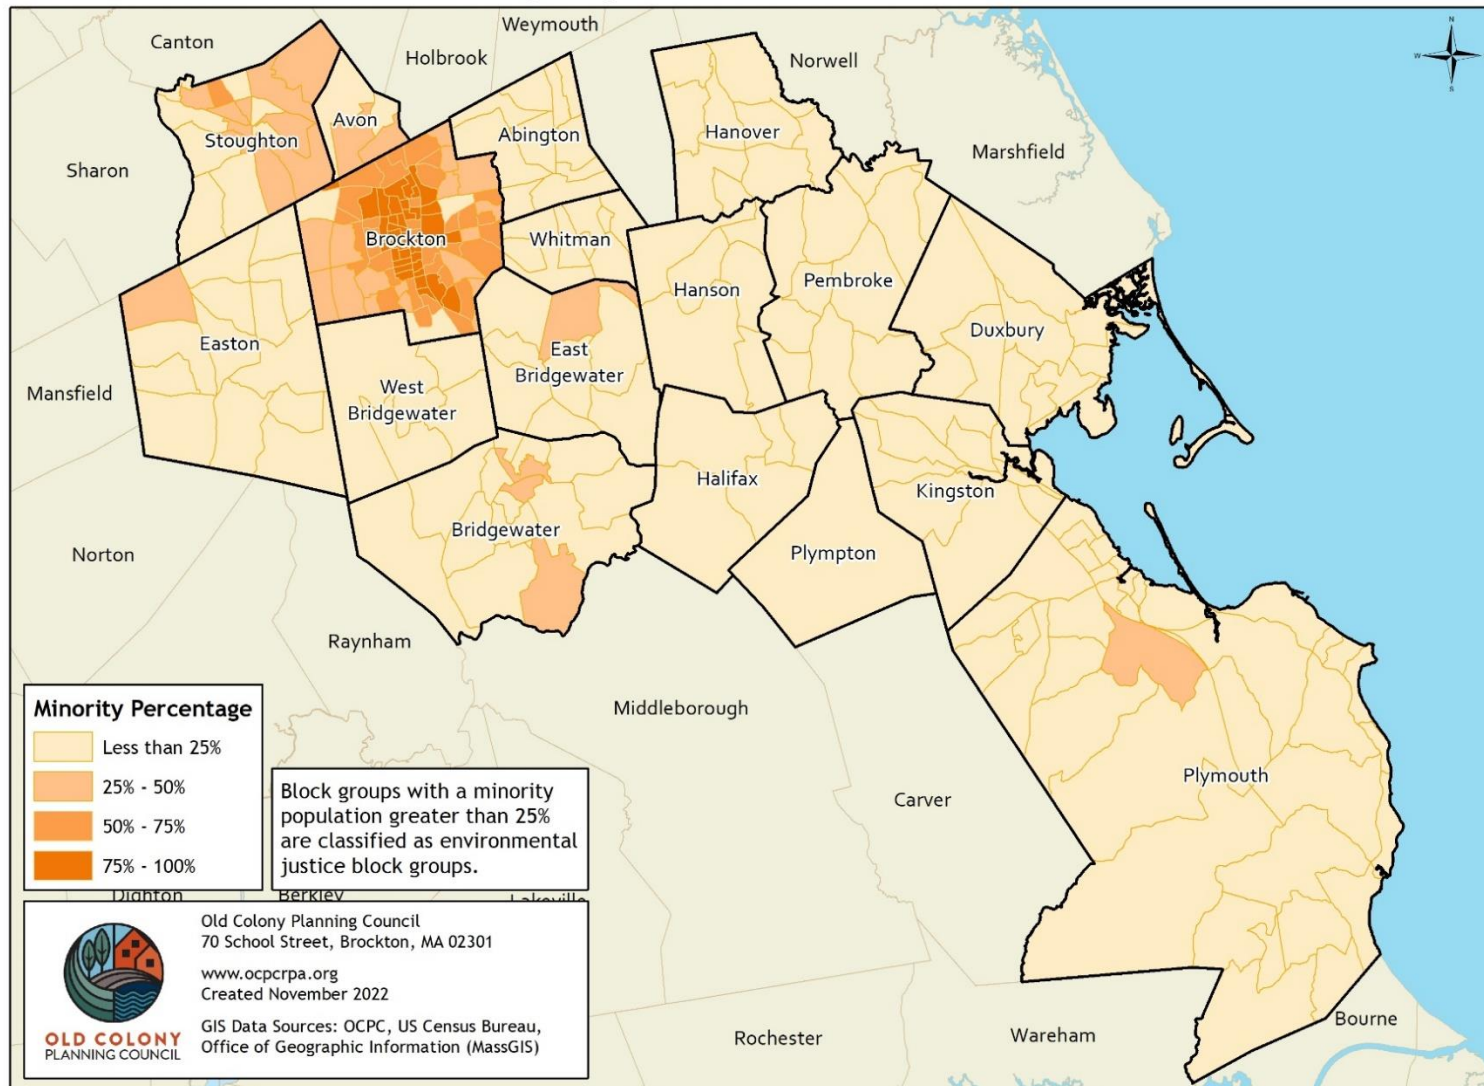 Weymouth
Canton
Holbrook
Norwell
Avon
Stoughton
Abington
Hanover
Marshfield
Sharon
Brockton
Whitman
Hanson
Pembroke
Duxbury
Easton
East
Bridgewater
West
Bridgewater
Mansfield
Halifax
Kingston
Bridgewater
Plympton
Norton
Raynham
Middleborough
Plymouth
Carver
Rochester
Wareham
Bourne
N
W
S
Minority Percentage
Less than 25%
25% - 50%
50% - 75%
75% - 100%
Block groups with a minority
population greater than 25%
are classified as environmental
justice block groups.
Dighton
Berkley
Lakeville
Old Colony Planning Council
70 School Street, Brockton, MA 02301
www.ocpcrpa.org
Created November 2022
GIS Data Sources: OCPC, US Census Bureau,
Office of Geographic Information (MassGIS)
OLD COLONY
PLANNING COUNCIL